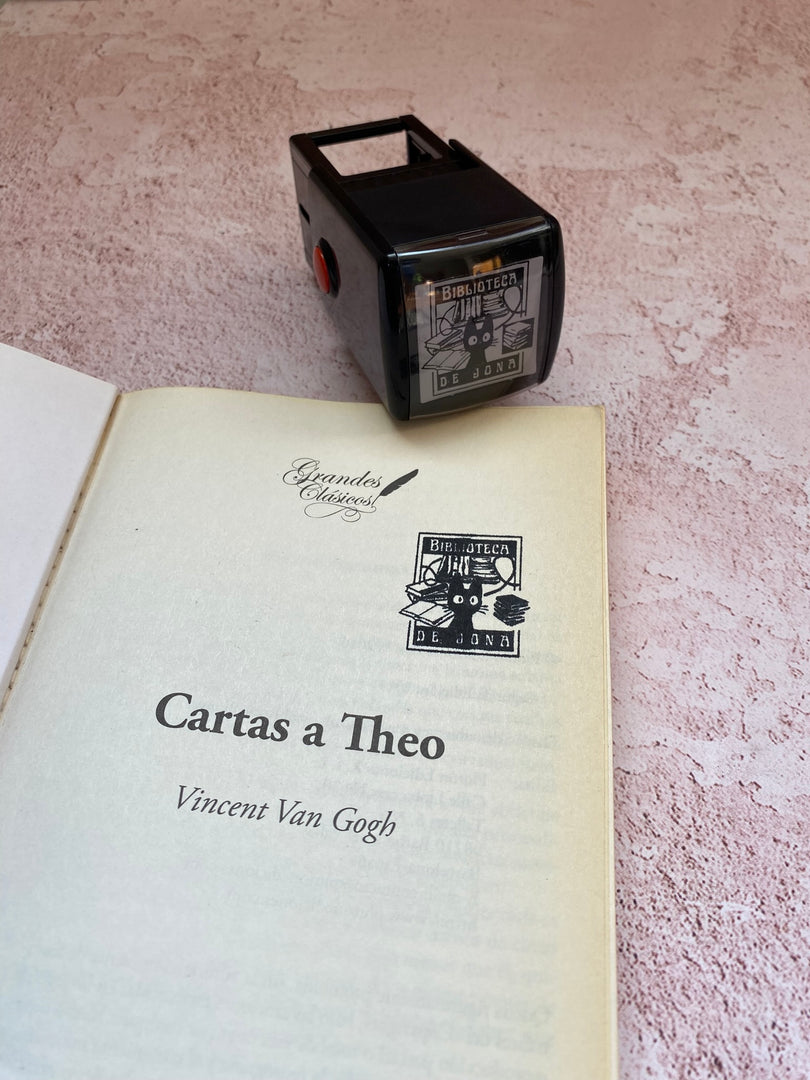 BIBLIOTECA
DE JONA
Grandes
Clásicos
BIBLIOTECA
DE JONA
Cartas a Theo
Vincent Van Gogh